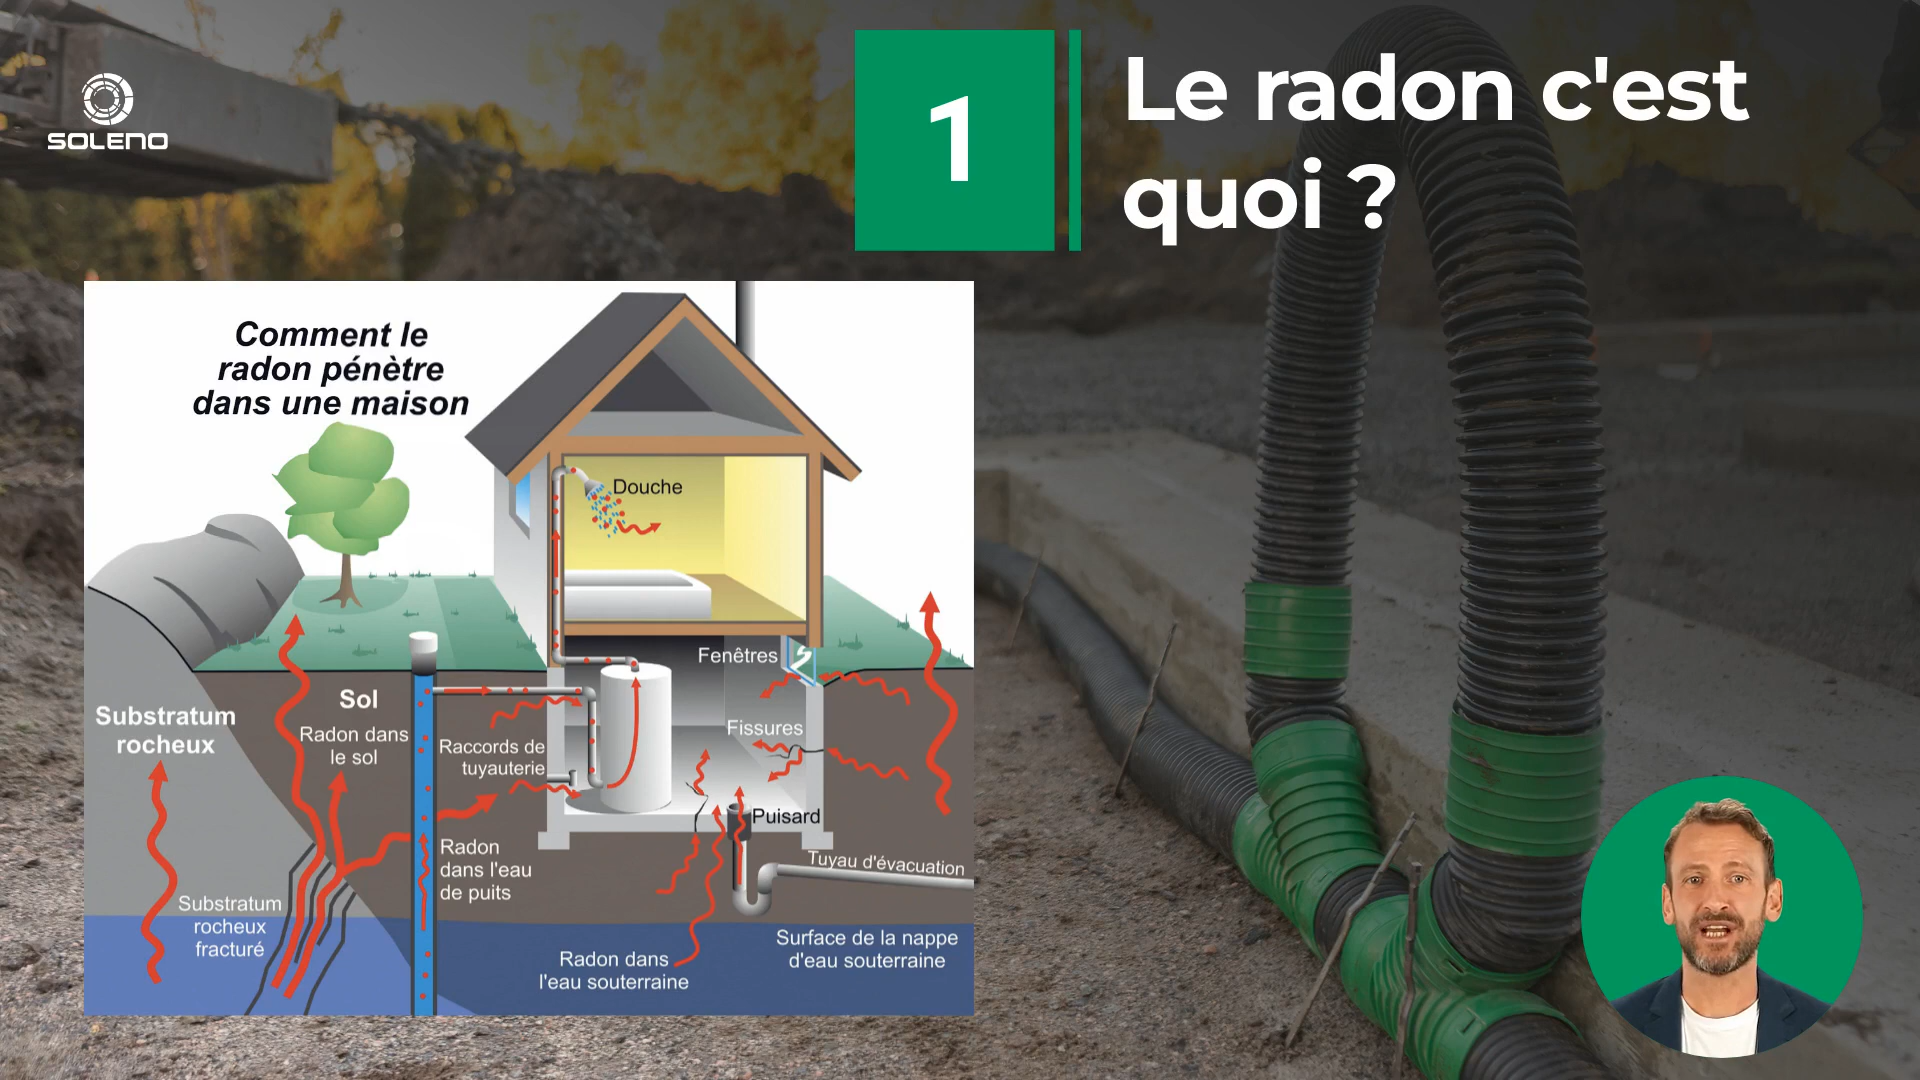 SOLENO
1
Le radon c'est
quoi ?
Comment le
radon pénètre
dans une maison
Douche
Fenêtres
Sol
Substratum
rocheux
Radon dans
le sol
Raccords de
tuyauterie
Fissures
Puisard
Radon
dans l'eau
de puits
Tuyau d'évacuation
Substratum
rocheux
fracturé
Radon dans
l'eau souterraine
Surface de la nappe
d'eau souterraine